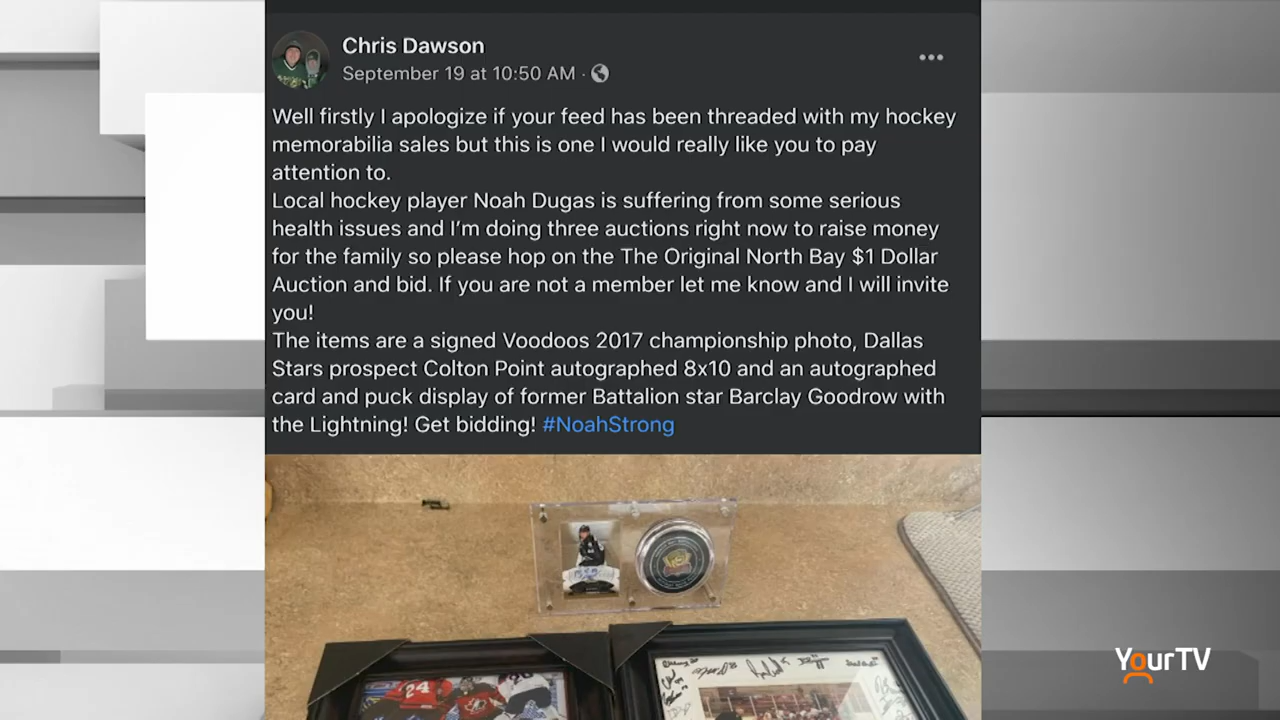 Chris Dawson
September 19 at 10:50 AM ·
Well firstly I apologize if your feed has been threaded with my hockey
memorabilia sales but this is one I would really like you to pay
attention to.
Local hockey player Noah Dugas is suffering from some serious
health issues and I'm doing three auctions right now to raise money
for the family so please hop on the The Original North Bay $1 Dollar
Auction and bid. If you are not a member let me know and I will invite
you!
The items are a signed Voodoos 2017 championship photo, Dallas
Stars prospect Colton Point autographed 8x10 and an autographed
card and puck display of former Battalion star Barclay Goodrow with
the Lightning! Get bidding! #NoahStrong
24
YourTV